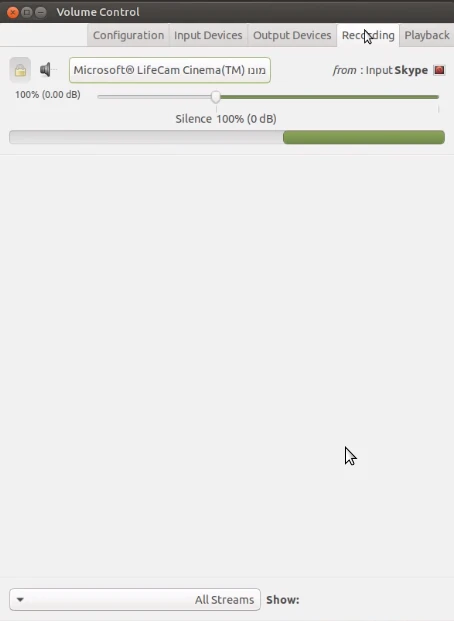 Volume Control
Configuration Input Devices Output Devices Recording Playback
Microsoft® LifeCam Cinema(TM) מונו from : Input Skype
100% (0.00 dB)
Silence 100% (0 dB)
All Streams Show: